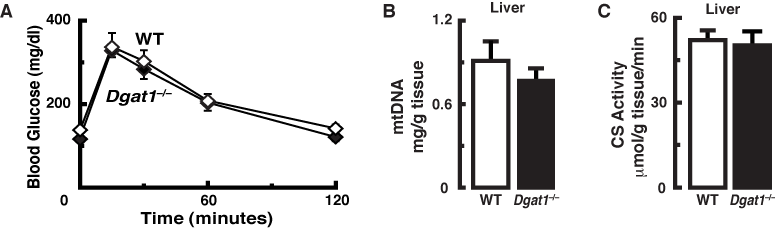 A
Blood Glucose (mg/dl)
400
200
0
WT
Dgat1–/–
60
120
Time (minutes)
B
Liver
mtDNA
mg/g tissue
1.2
0.6
0
WT
Dgat1–/–
C
Liver
CS Activity
μmol/g tissue/min
60
30
0
WT
Dgat1–/–